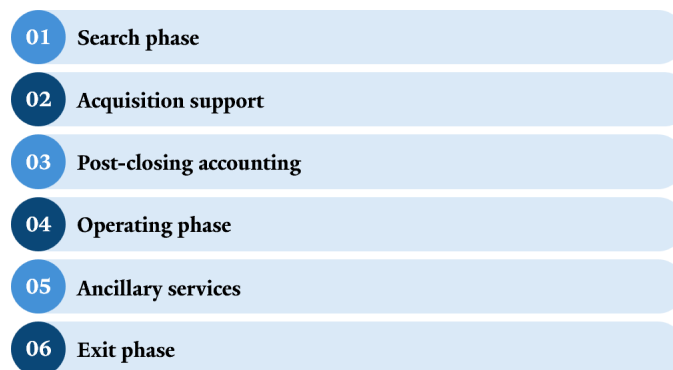 01 Search phase
02 Acquisition support
03 Post-closing accounting
04 Operating phase
05 Ancillary services
06 Exit phase